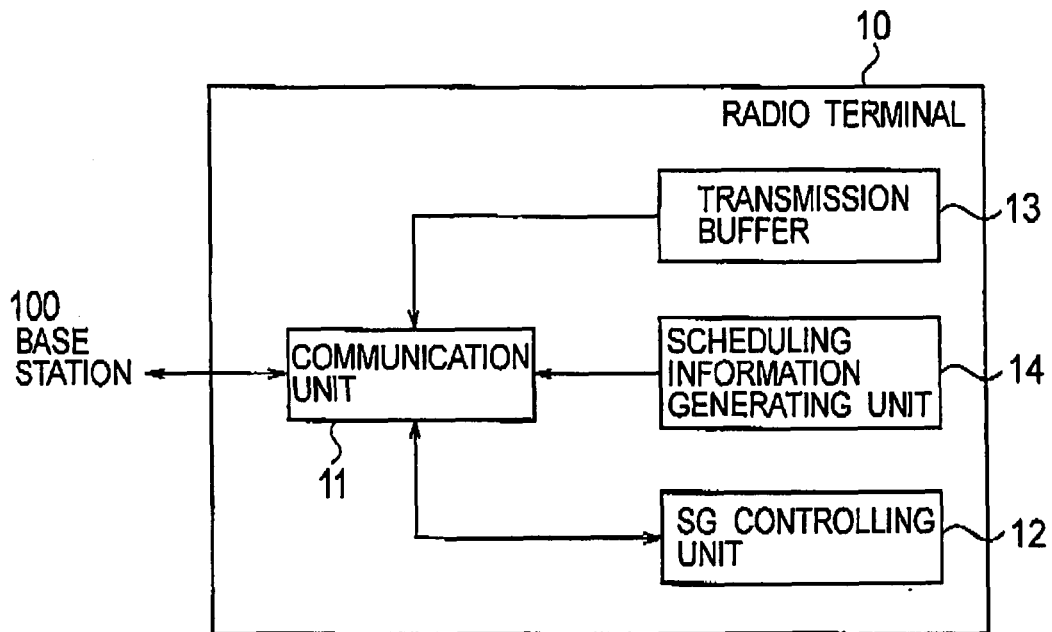 10
RADIO TERMINAL
TRANSMISSION
BUFFER
13
100
BASE
STATION
COMMUNICATION
UNIT
11
SCHEDULING
INFORMATION
GENERATING UNIT
14
SG CONTROLLING
UNIT
12